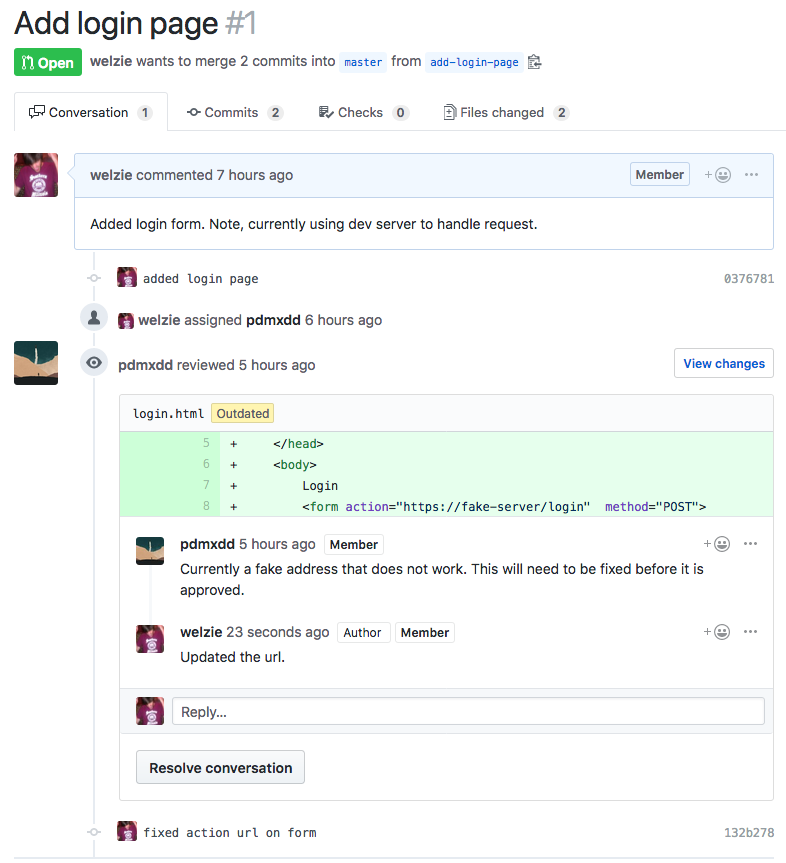 Add login page #1
Open welzie wants to merge 2 commits into master from add-login-page
Conversation 1 Commits 2 Checks 0 Files changed 2
welzie commented 7 hours ago Member
Added login form. Note, currently using dev server to handle request.
added login page 0376781
welzie assigned pdmxdd 6 hours ago
pdmxdd reviewed 5 hours ago View changes
login.html Outdated
5 + </head>
6 + <body>
7 + Login
8 + <form action="https://fake-server/login" method="POST">
pdmxdd 5 hours ago Member
Currently a fake address that does not work. This will need to be fixed before it is
approved.
welzie 23 seconds ago Author Member
Updated the url.
Reply...
Resolve conversation
fixed action url on form 132b278